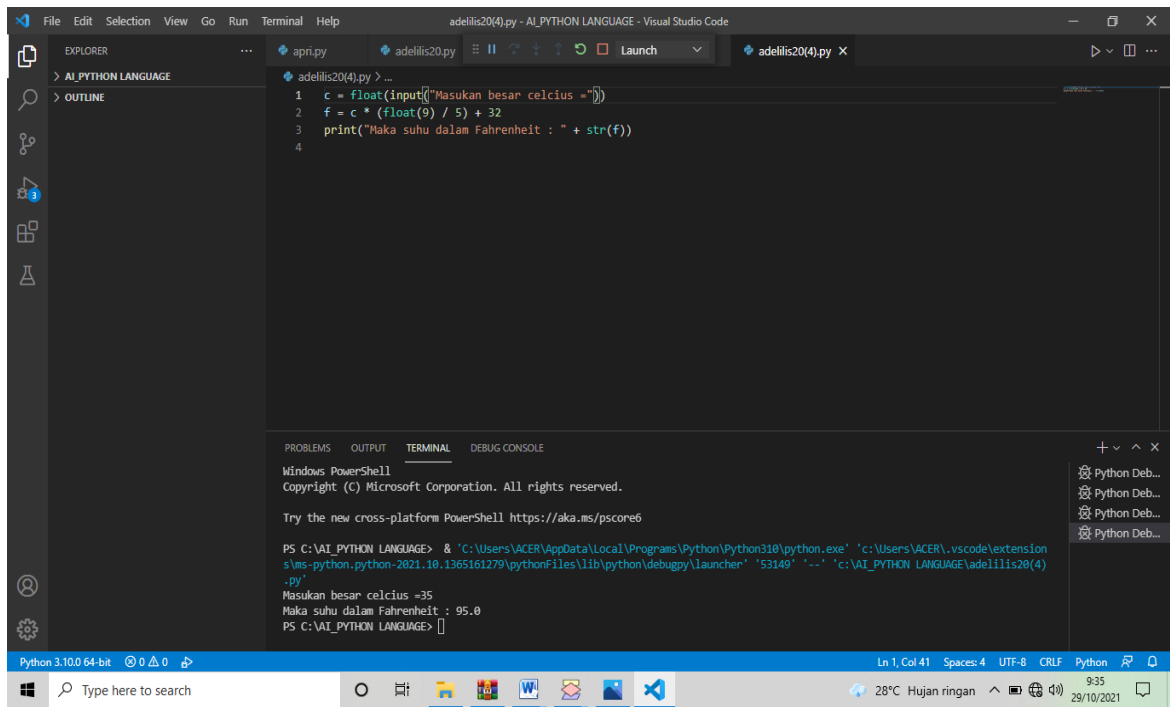 File Edit Selection View Go Run Terminal Help adelilis20(4).py - AI_PYTHON LANGUAGE - Visual Studio Code
EXPLORER ... apri.py adelilis20.py Launch adelilis20(4).py
AI_PYTHON LANGUAGE
OUTLINE
adelilis20(4).py > ...
1 c = float(input("Masukan besar celcius ="))
2 f = c * (float(9) / 5) + 32
3 print("Maka suhu dalam Fahrenheit : " + str(f))
4
3
PROBLEMS OUTPUT TERMINAL DEBUG CONSOLE
Windows PowerShell
Copyright (C) Microsoft Corporation. All rights reserved.
Try the new cross-platform PowerShell https://aka.ms/pscore6
PS C:\AI_PYTHON LANGUAGE> & 'C:\Users\ACER\AppData\Local\Programs\Python\Python310\python.exe' 'c:\Users\ACER\.vscode\extension
s\ms-python.python-2021.10.1365161279\pythonFiles\lib\python\debugpy\launcher' '53149' '--' 'c:\AI_PYTHON LANGUAGE\adelilis20(4)
.py'
Masukan besar celcius =35
Maka suhu dalam Fahrenheit : 95.0
PS C:\AI_PYTHON LANGUAGE>
Python Deb...
Python Deb...
Python Deb...
Python Deb...
Python 3.10.0 64-bit 0 0 Ln 1, Col 41 Spaces: 4 UTF-8 CRLF Python
Type here to search 28°C Hujan ringan 9:35
29/10/2021